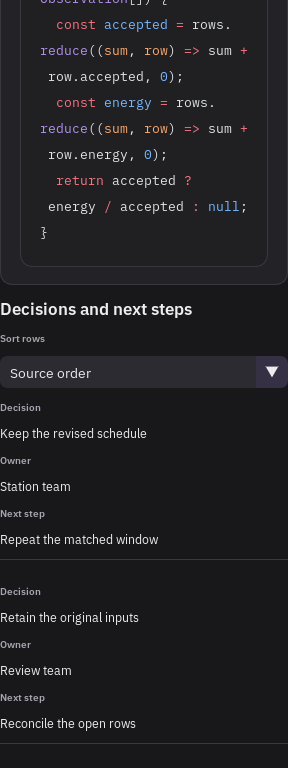 observation[]) {
const accepted = rows.
reduce((sum, row) => sum +
row.accepted, 0);
const energy = rows.
reduce((sum, row) => sum +
row.energy, 0);
return accepted ?
energy / accepted : null;
}
Decisions and next steps
Sort rows
Source order
Decision
Keep the revised schedule
Owner
Station team
Next step
Repeat the matched window
Decision
Retain the original inputs
Owner
Review team
Next step
Reconcile the open rows